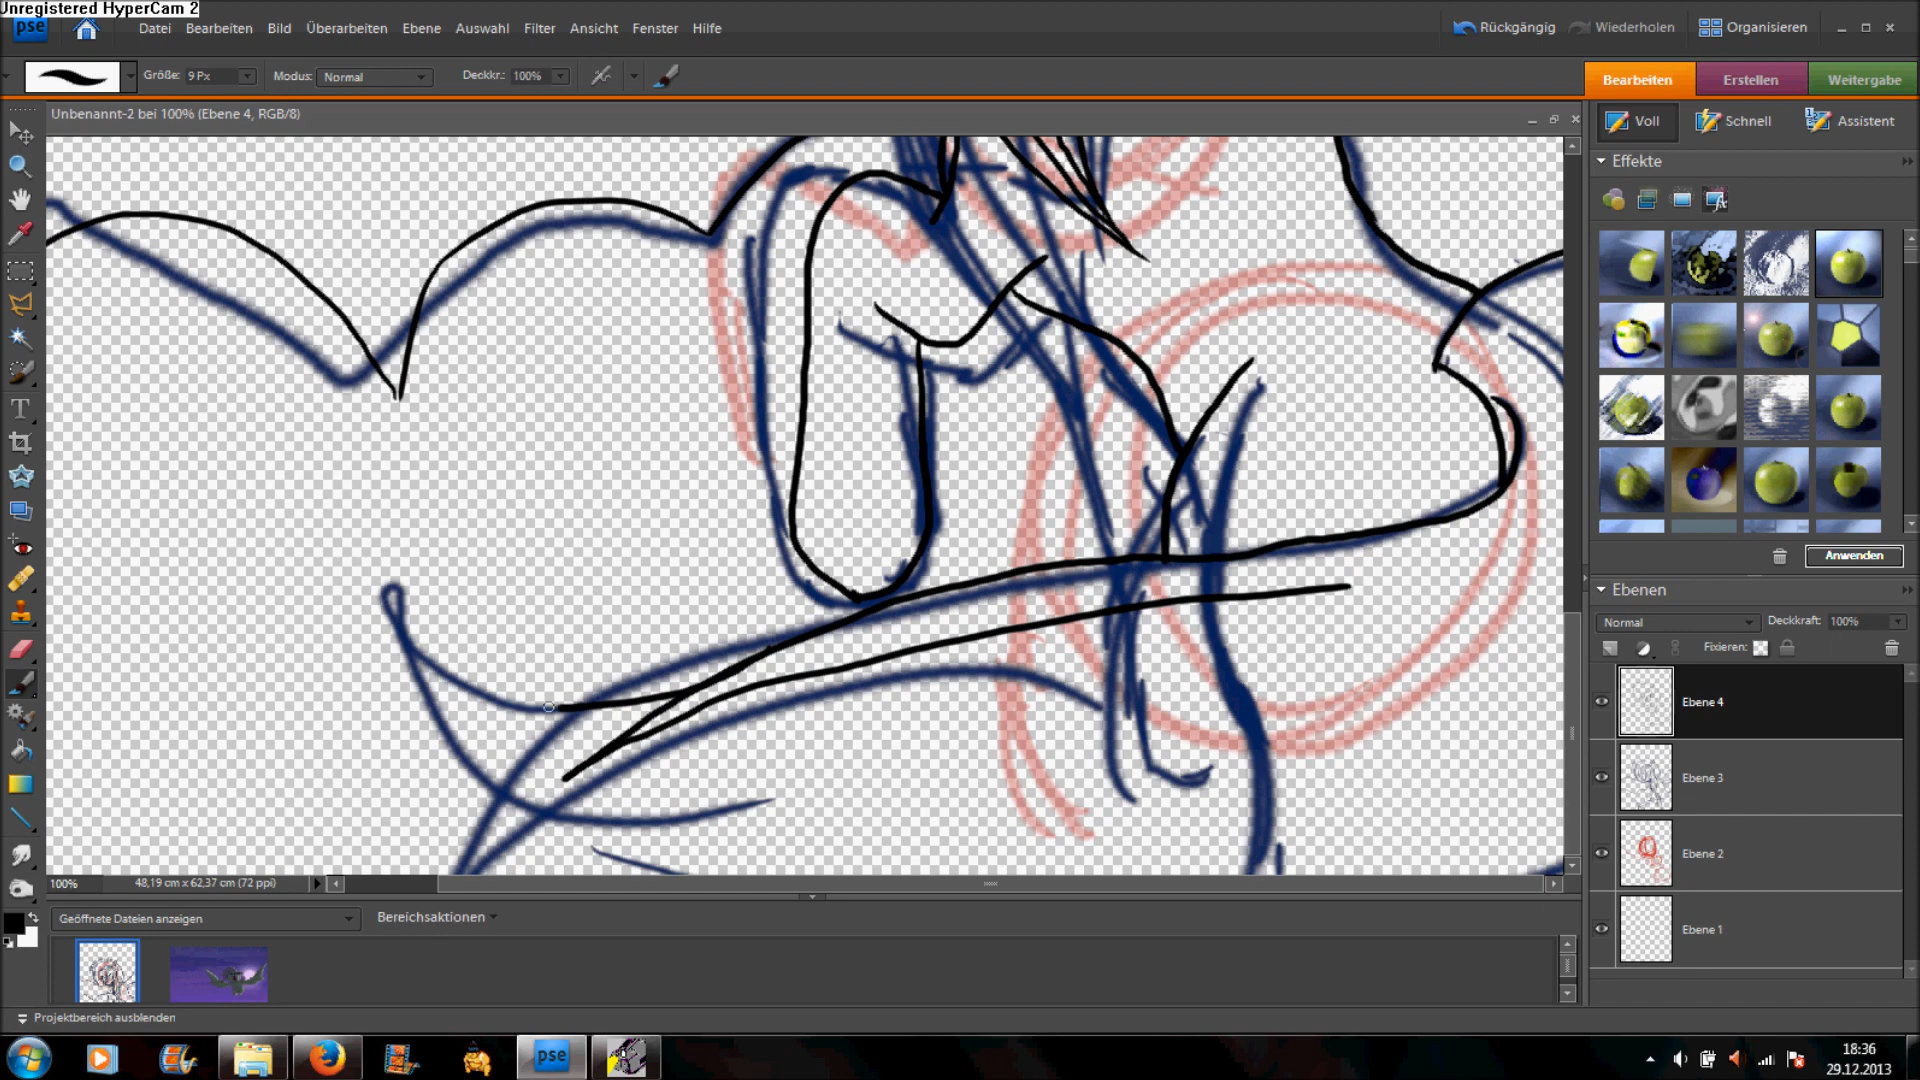 Unregistered HyperCam 2
pse
Datei Bearbeiten Bild Überarbeiten Ebene Auswahl Filter Ansicht Fenster Hilfe
Rückgängig Wiederholen Organisieren
Größe: 9 Px Modus: Normal Deckkr.: 100%
Bearbeiten Erstellen Weitergabe
Unbenannt-2 bei 100% (Ebene 4, RGB/8)
Voll Schnell Assistent
Effekte
Anwenden
Ebenen
Normal Deckkraft: 100%
Fixieren:
Ebene 4
Ebene 3
Ebene 2
Ebene 1
100% 48,19 cm x 62,37 cm (72 ppi)
Geöffnete Dateien anzeigen Bereichsaktionen
Projektbereich ausblenden
pse
18:36
29.12.2013